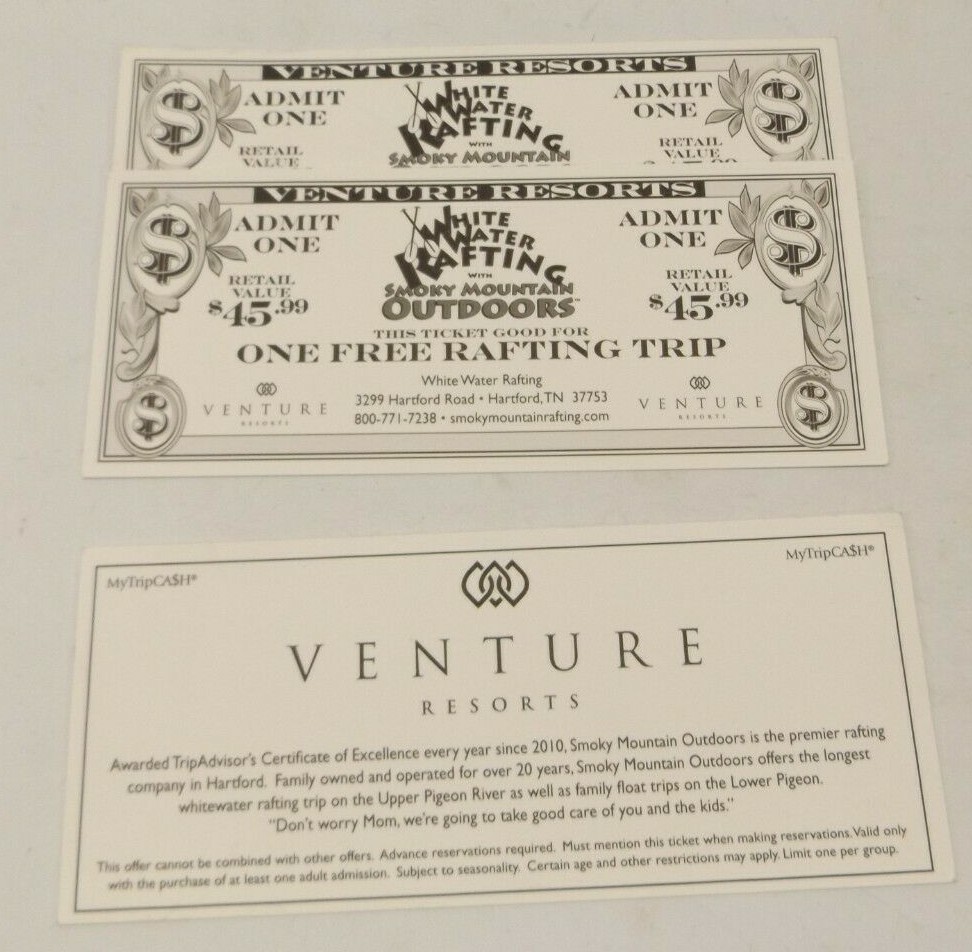 VENTURE RESORTS
ADMIT ONE
WHITE WATER RAFTING
WITH
SMOKY MOUNTAIN
ADMIT ONE
RETAIL VALUE
RETAIL VALUE
VENTURE RESORTS
ADMIT ONE
WHITE WATER RAFTING
WITH
SMOKY MOUNTAIN
OUTDOORS™
ADMIT ONE
RETAIL VALUE
$45.99
RETAIL VALUE
$45.99
THIS TICKET GOOD FOR
ONE FREE RAFTING TRIP
White Water Rafting
3299 Hartford Road • Hartford, TN 37753
800-771-7238 • smokymountainrafting.com
VENTURE
RESORTS
VENTURE
RESORTS
MyTripCA$H®
MyTripCA$H®
VENTURE
RESORTS
Awarded TripAdvisor's Certificate of Excellence every year since 2010, Smoky Mountain Outdoors is the premier rafting
company in Hartford. Family owned and operated for over 20 years, Smoky Mountain Outdoors offers the longest
whitewater rafting trip on the Upper Pigeon River as well as family float trips on the Lower Pigeon.
"Don't worry Mom, we're going to take good care of you and the kids."
This offer cannot be combined with other offers. Advance reservations required. Must mention this ticket when making reservations. Valid only
with the purchase of at least one adult admission. Subject to seasonality. Certain age and other restrictions may apply. Limit one per group.